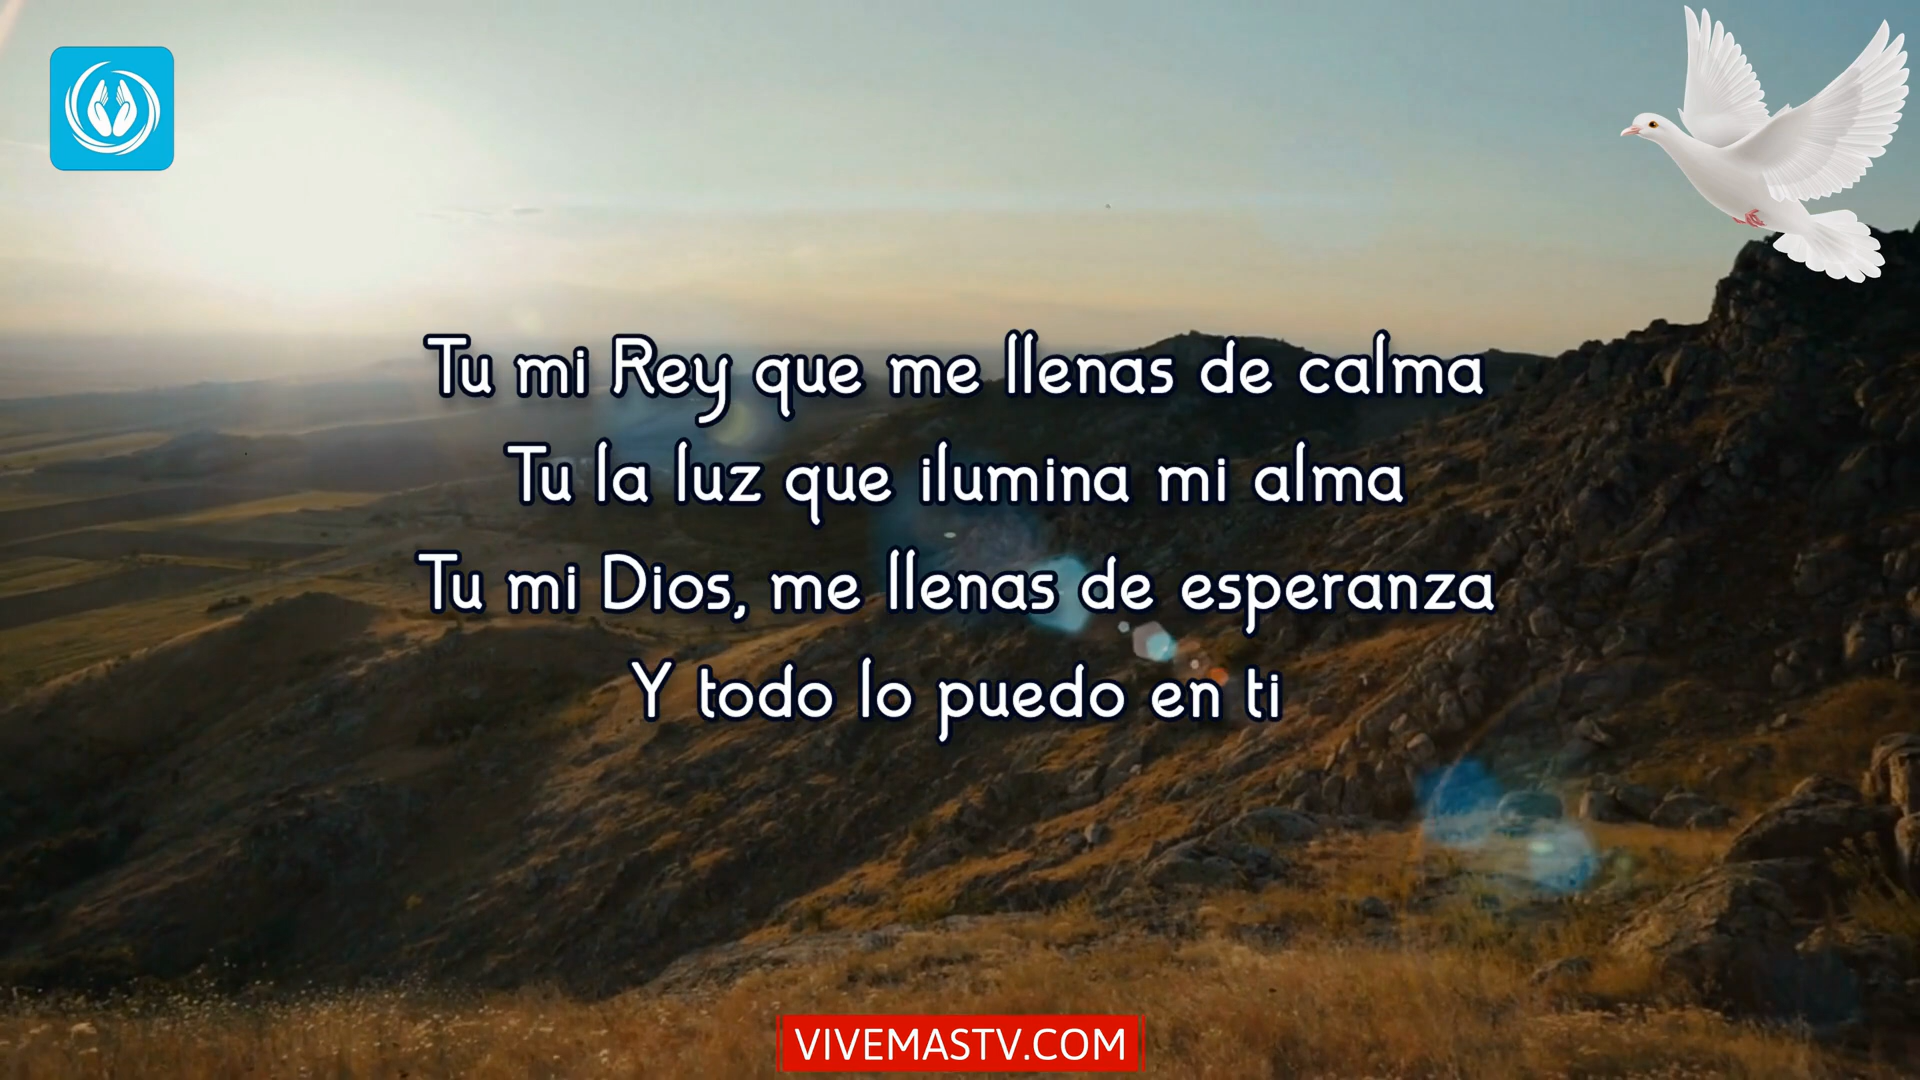 Tu mi Rey que me llenas de calma
Tu la luz que ilumina mi alma
Tu mi Dios, me llenas de esperanza
Y todo lo puedo en ti
VIVEMASTV.COM